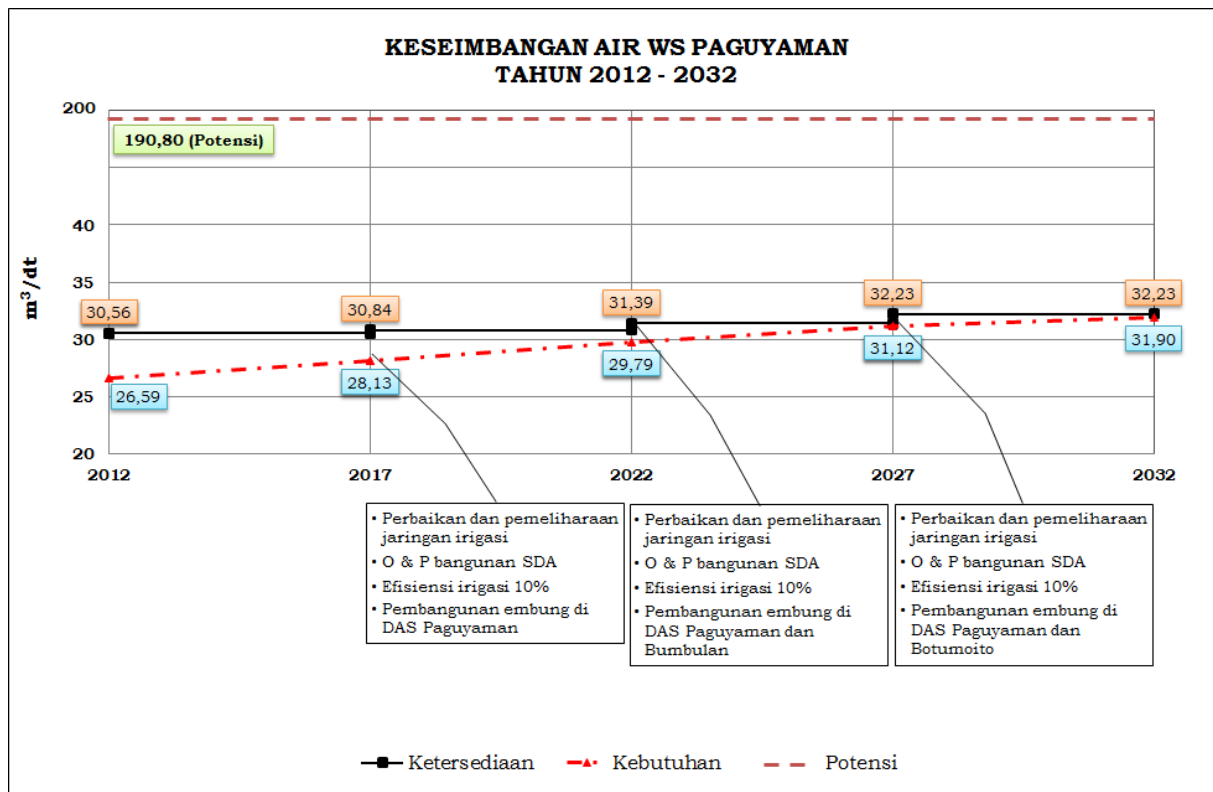 KESEIMBANGAN AIR WS PAGUYAMAN
TAHUN 2012 - 2032
m³/dt
200
40
35
30
25
20
190,80 (Potensi)
30,56
30,84
31,39
32,23
32,23
26,59
28,13
29,79
31,12
31,90
2012
2017
2022
2027
2032
• Perbaikan dan pemeliharaan
jaringan irigasi
• O & P bangunan SDA
• Efisiensi irigasi 10%
• Pembangunan embung di
DAS Paguyaman
• Perbaikan dan pemeliharaan
jaringan irigasi
• O & P bangunan SDA
• Efisiensi irigasi 10%
• Pembangunan embung di
DAS Paguyaman dan
Bumbulan
• Perbaikan dan pemeliharaan
jaringan irigasi
• O & P bangunan SDA
• Efisiensi irigasi 10%
• Pembangunan embung di
DAS Paguyaman dan
Botumoito
Ketersediaan
Kebutuhan
Potensi